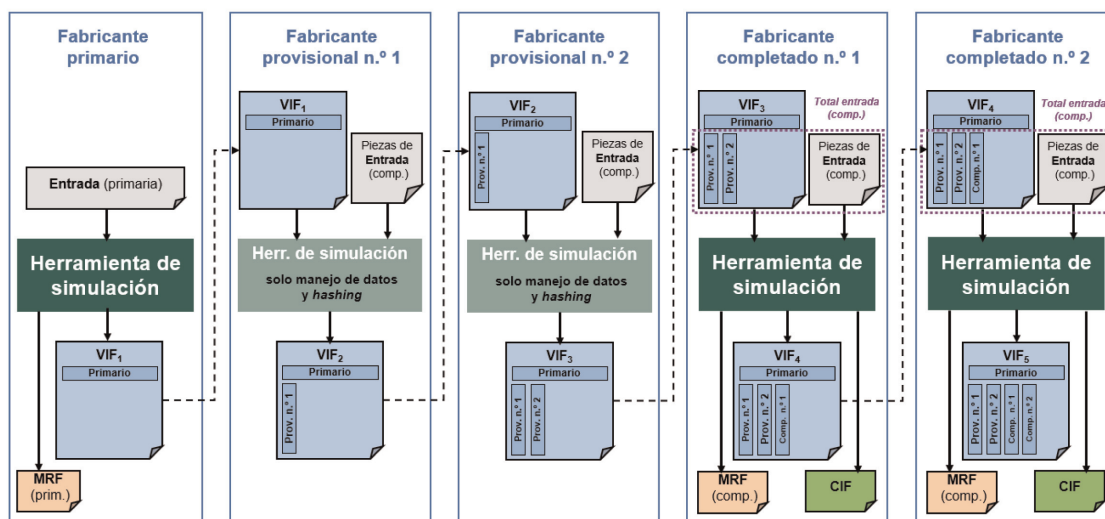 Fabricante
primario
Entrada (primaria)
Herramienta de
simulación
VIF₁
Primario
MRF
(prim.)
Fabricante
provisional n.º 1
VIF₁
Primario
Piezas de
Entrada
(comp.)
Herr. de simulación
solo manejo de datos
y hashing
VIF₂
Primario
Prov. n.º 1
Fabricante
provisional n.º 2
VIF₂
Primario
Prov. n.º 1
Piezas de
Entrada
(comp.)
Herr. de simulación
solo manejo de datos
y hashing
VIF₃
Primario
Prov. n.º 1
Prov. n.º 2
Fabricante
completado n.º 1
VIF₃
Primario
Prov. n.º 1
Prov. n.º 2
Total entrada
(comp.)
Piezas de
Entrada
(comp.)
Herramienta de
simulación
VIF₄
Primario
Prov. n.º 1
Prov. n.º 2
Comp. n.º 1
MRF
(comp.)
CIF
Fabricante
completado n.º 2
VIF₄
Primario
Prov. n.º 1
Prov. n.º 2
Comp. n.º 1
Total entrada
(comp.)
Piezas de
Entrada
(comp.)
Herramienta de
simulación
VIF₅
Primario
Prov. n.º 1
Prov. n.º 2
Comp. n.º 1
Comp. n.º 2
MRF
(comp.)
CIF